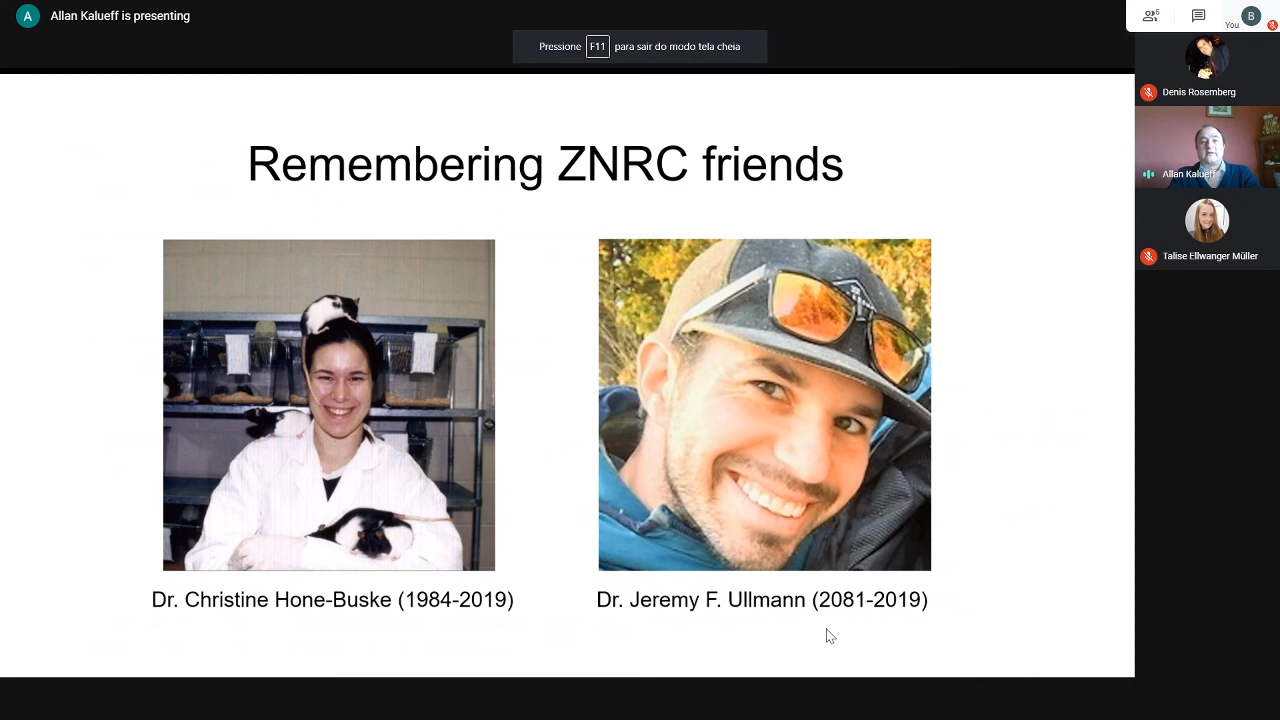 A Allan Kalueff is presenting
Pressione F11 para sair do modo tela cheia
5
You B
Denis Rosemberg
Allan Kalueff
Talise Ellwanger Müller
Remembering ZNRC friends
Dr. Christine Hone-Buske (1984-2019)
Dr. Jeremy F. Ullmann (2081-2019)